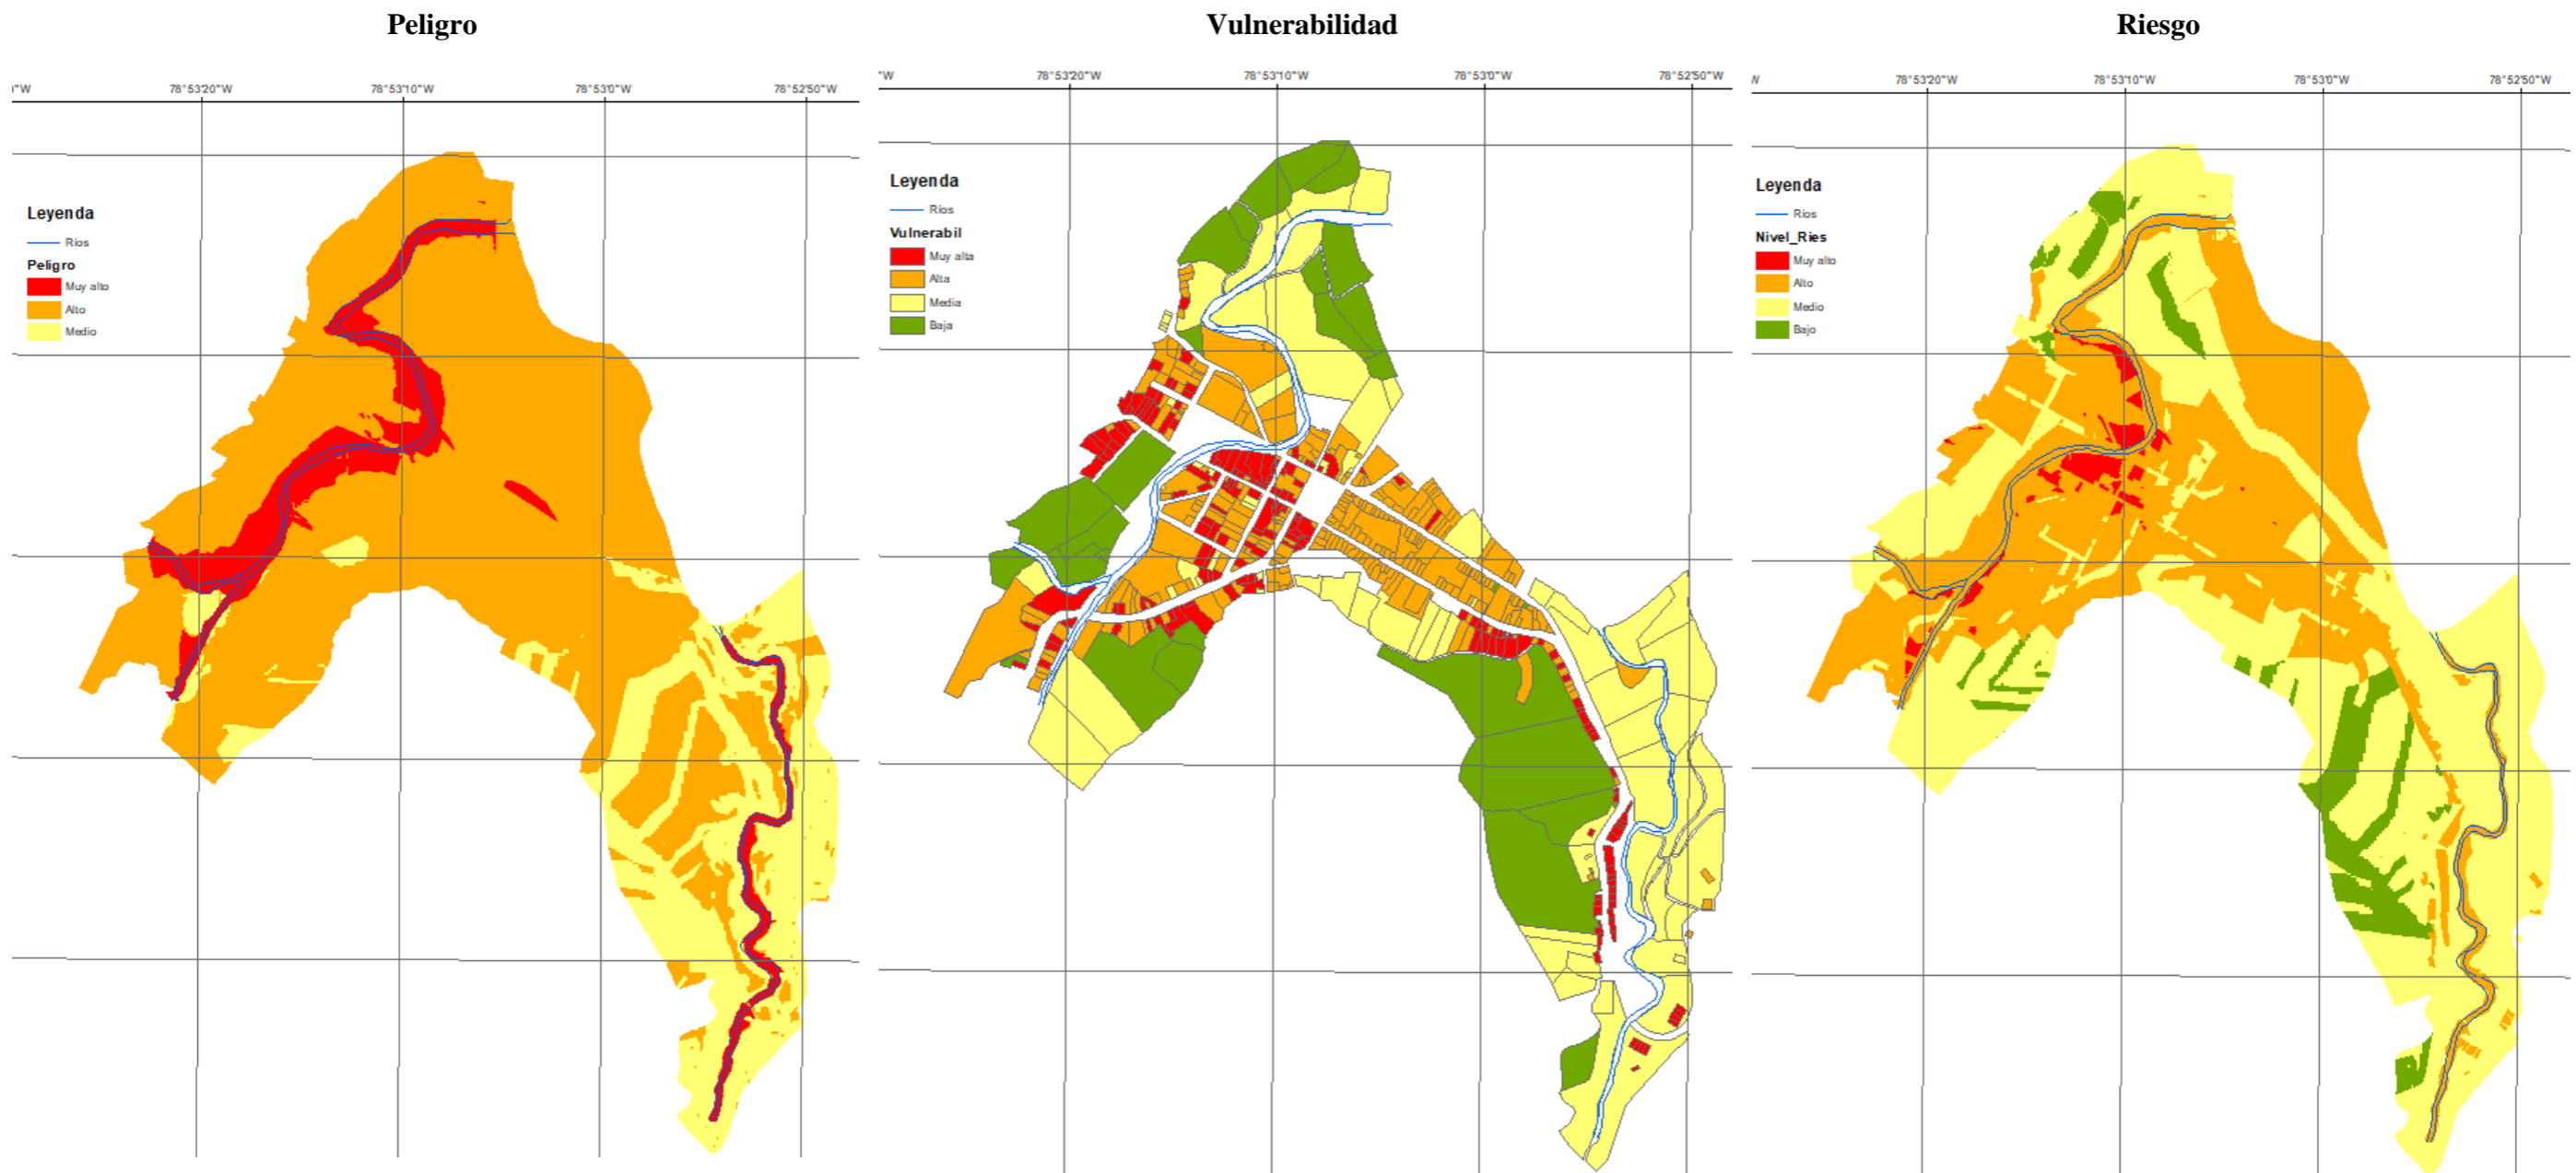 Peligro
Vulnerabilidad
Riesgo
"W 78°53'20"W 78°53'10"W 78°53'0"W 78°52'50"W
Leyenda
Ríos
Peligro
Muy alto
Alto
Medio
"W 78°53'20"W 78°53'10"W 78°53'0"W 78°52'50"W
Leyenda
Ríos
Vulnerabil
Muy alta
Alta
Media
Baja
W 78°53'20"W 78°53'10"W 78°53'0"W 78°52'50"W
Leyenda
Ríos
Nivel_Ries
Muy alto
Alto
Medio
Bajo